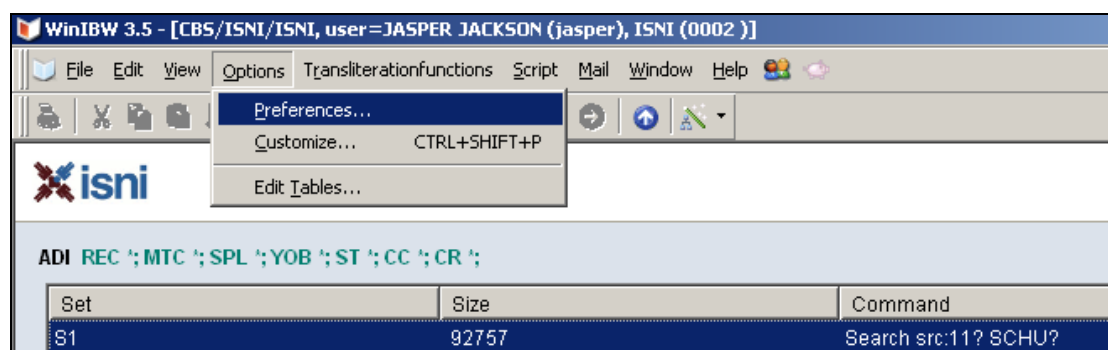 WinIBW 3.5 - [CBS/ISNI/ISNI, user=JASPER JACKSON (jasper), ISNI (0002 )]
File Edit View Options Transliterationfunctions Script Mail Window Help
Preferences...
Customize... CTRL+SHIFT+P
Edit Tables...
isni
ADI REC *; MTC *; SPL *; YOB *; ST *; CC *; CR *;
Set Size Command
S1 92757 Search src:11? SCHU?